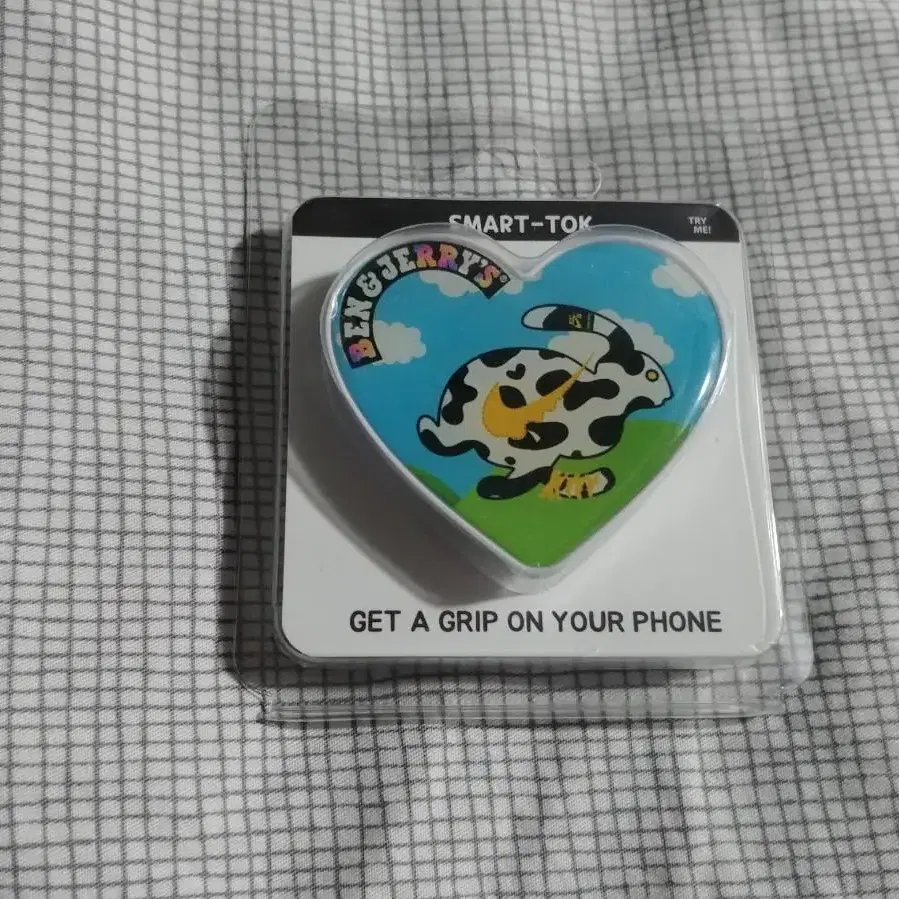 SMART-TOK
TRY
ME!
BEN & JERRY'S®
GET A GRIP ON YOUR PHONE